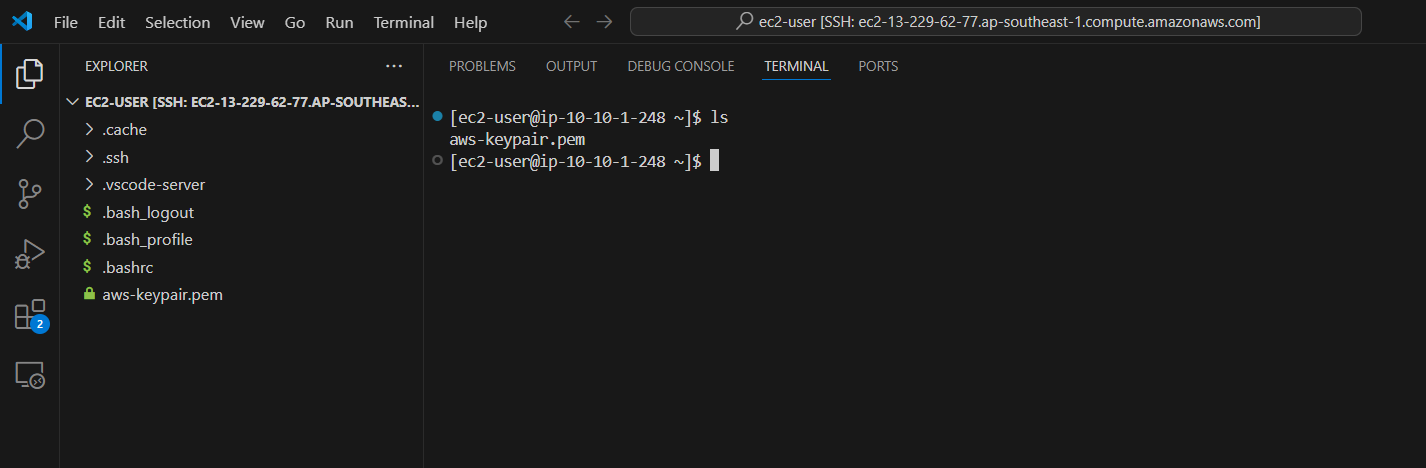 File Edit Selection View Go Run Terminal Help
ec2-user [SSH: ec2-13-229-62-77.ap-southeast-1.compute.amazonaws.com]
EXPLORER ...
EC2-USER [SSH: EC2-13-229-62-77.AP-SOUTHEAS...
.cache
.ssh
.vscode-server
$ .bash_logout
$ .bash_profile
$ .bashrc
aws-keypair.pem
2
PROBLEMS OUTPUT DEBUG CONSOLE TERMINAL PORTS
[ec2-user@ip-10-10-1-248 ~]$ ls
aws-keypair.pem
[ec2-user@ip-10-10-1-248 ~]$